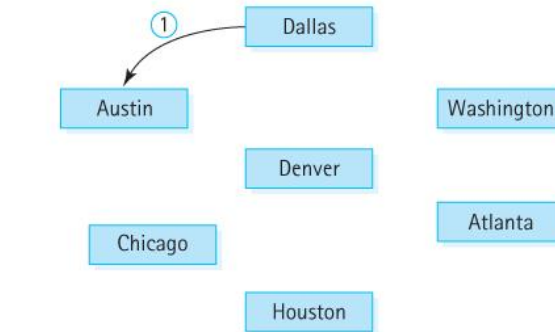 1
Dallas
Austin
Washington
Denver
Atlanta
Chicago
Houston